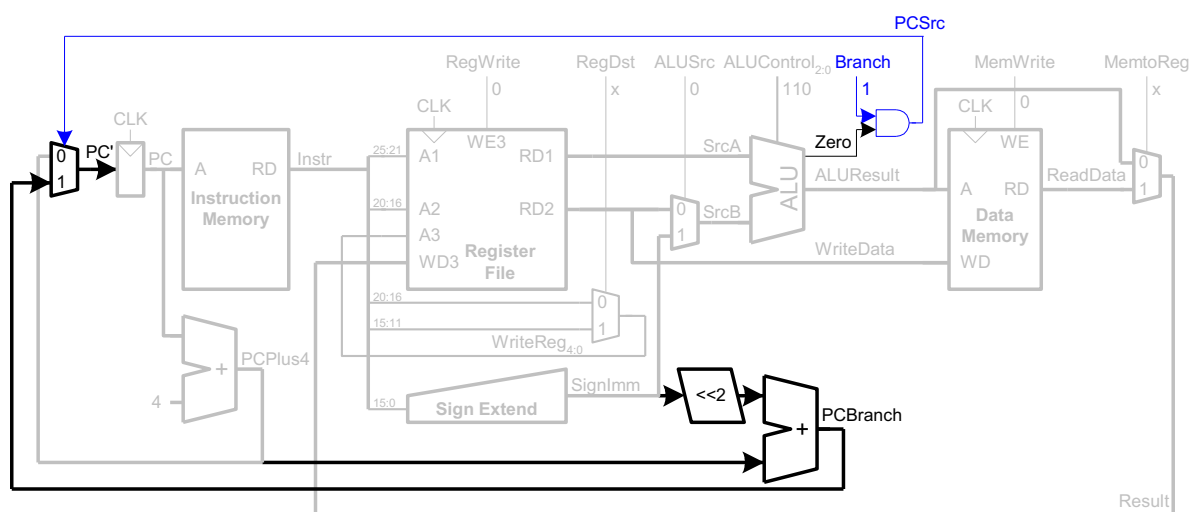 PCSrc
RegWrite RegDst ALUSrc ALUControl2:0 Branch MemWrite MemtoReg
0 x 0 110 1 0 x
CLK CLK CLK
0 PC' PC A RD Instr 25:21 A1 WE3 RD1 SrcA Zero WE 0
1 Instruction Memory 20:16 A2 RD2 0 SrcB ALU ALUResult A RD ReadData 1
A3 1 Data Memory
WD3 Register File WriteData WD
20:16 0
15:11 1
WriteReg4:0
+ PCPlus4
4 15:0 Sign Extend SignImm <<2 + PCBranch
Result